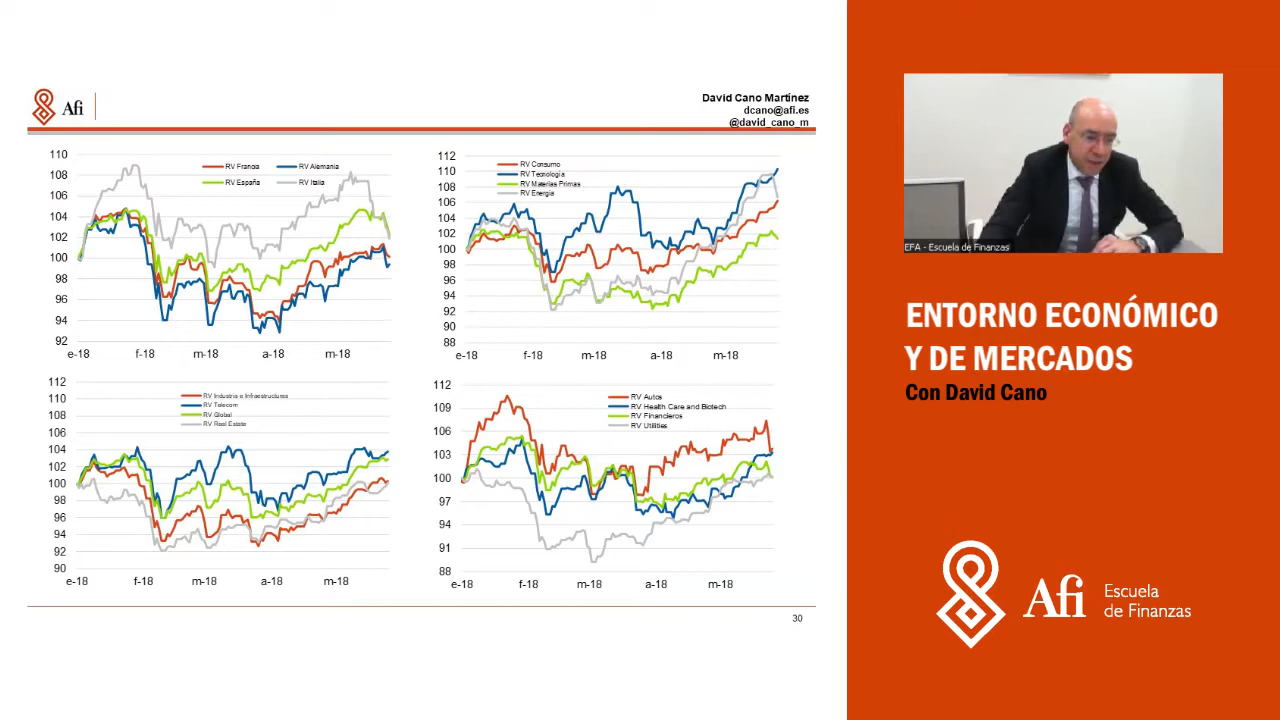 Afi
David Cano Martínez
dcano@afi.es
@david_cano_m
110
108
106
104
102
100
98
96
94
92
RV Francia
RV Alemania
RV España
RV Italia
e-18
f-18
m-18
a-18
m-18
112
110
108
106
104
102
100
98
96
94
92
90
88
RV Consumo
RV Tecnología
RV Materias Primas
RV Energía
e-18
f-18
m-18
a-18
m-18
112
110
108
106
104
102
100
98
96
94
92
90
RV Industria e Infraestructuras
RV Telecom
RV Global
RV Real Estate
e-18
f-18
m-18
a-18
m-18
112
109
106
103
100
97
94
91
88
RV Autos
RV Health Care and Biotech
RV Financieros
RV Utilities
e-18
f-18
m-18
a-18
m-18
30
EFA - Escuela de Finanzas
ENTORNO ECONÓMICO
Y DE MERCADOS
Con David Cano
Afi
Escuela
de Finanzas